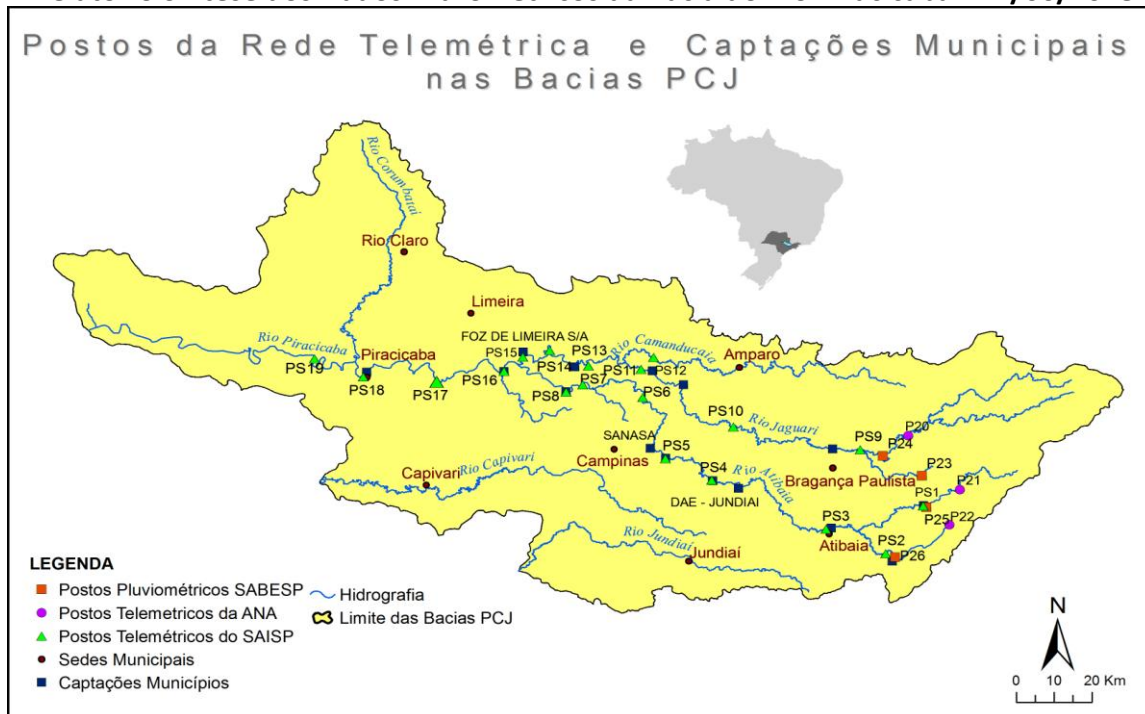 Postos da Rede Telemétrica e Captações Municipais
nas Bacias PCJ
Rio Corumbataí
Rio Claro
Limeira
FOZ DE LIMEIRA S/A
Rio Piracicaba
Piracicaba
Rio Camanducaia
Amparo
PS19
PS18
PS17
PS16
PS15
PS14
PS13
PS11
PS12
PS7
PS8
PS6
PS10
Rio Jaguarí
P20
PS9
P24
SANASA
PS5
Campinas
Rio Capivarí
Capivari
PS4
Rio Atibaia
Bragança Paulista
P23
PS1
P21
DAE - JUNDIAÍ
PS3
P25
P22
Atibaia
PS2
P26
Rio Jundiaí
Jundiaí
LEGENDA
Postos Pluviométricos SABESP
Hidrografia
Postos Telemetricos da ANA
Limite das Bacias PCJ
Postos Telemétricos do SAISP
Sedes Municipais
Captações Municípios
N
0 10 20 Km